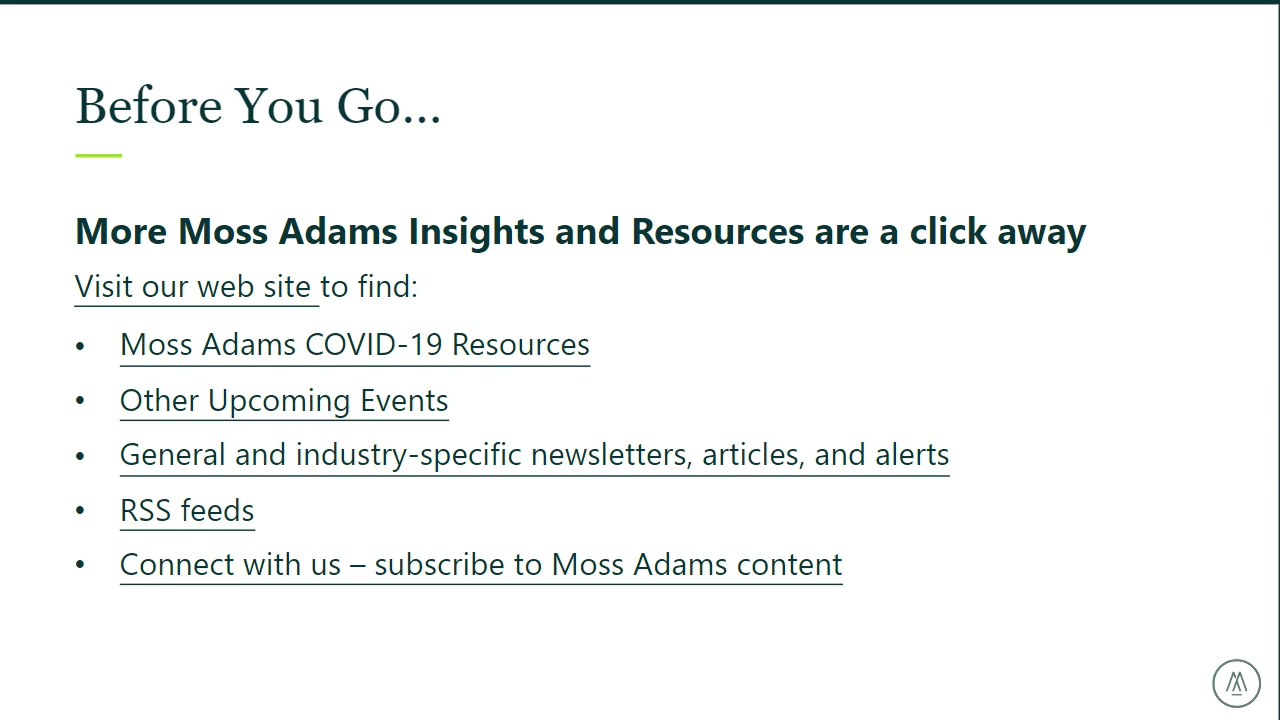 Before You Go...
More Moss Adams Insights and Resources are a click away
Visit our web site to find:
• Moss Adams COVID-19 Resources
• Other Upcoming Events
• General and industry-specific newsletters, articles, and alerts
• RSS feeds
• Connect with us – subscribe to Moss Adams content